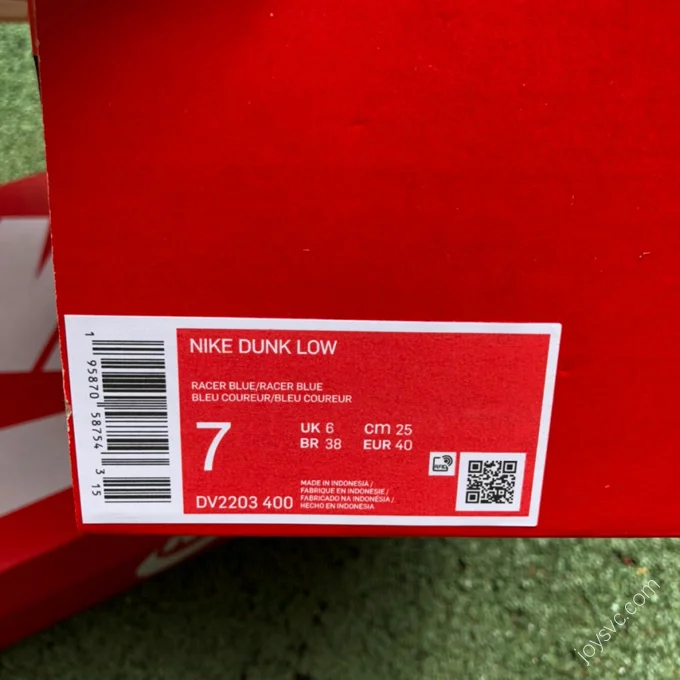 NIKE DUNK LOW
RACER BLUE/RACER BLUE
BLEU COUREUR/BLEU COUREUR
7
UK 6 cm 25
BR 38 EUR 40
DV2203 400
MADE IN INDONESIA /
FABRIQUE EN INDONESIE /
FABRICADO NA INDONÉSIA /
HECHO EN INDONESIA
1 95870 58754 3 15
joysvc.com